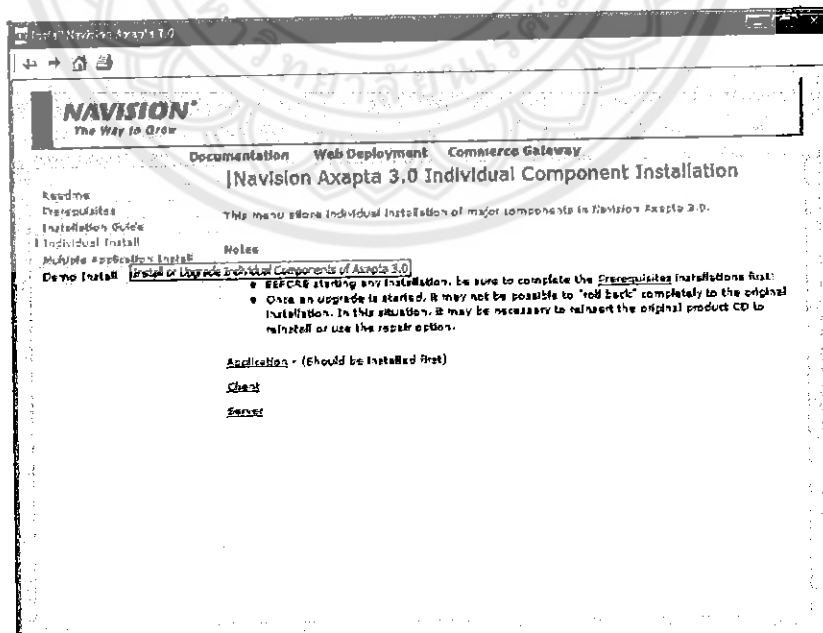 Install Navision Axapta 3.0
NAVISION
The Way to Grow
Documentation Web Deployment Commerce Gateway
Navision Axapta 3.0 Individual Component Installation
Readme
Prerequisites
Installation Guide
Individual Install
Multiple Application Install
Demo Install
Install or Upgrade Individual Components of Axapta 3.0
This menu allows individual installation of major components in Navision Axapta 3.0.
Notes
BEFORE starting any installation, be sure to complete the Prerequisites installations first!
Once an upgrade is started, it may not be possible to "roll back" completely to the original
installation. In this situation, it may be necessary to reinsert the original product CD to
reinstall or use the repair option.
Application - (Should be installed first)
Client
Server